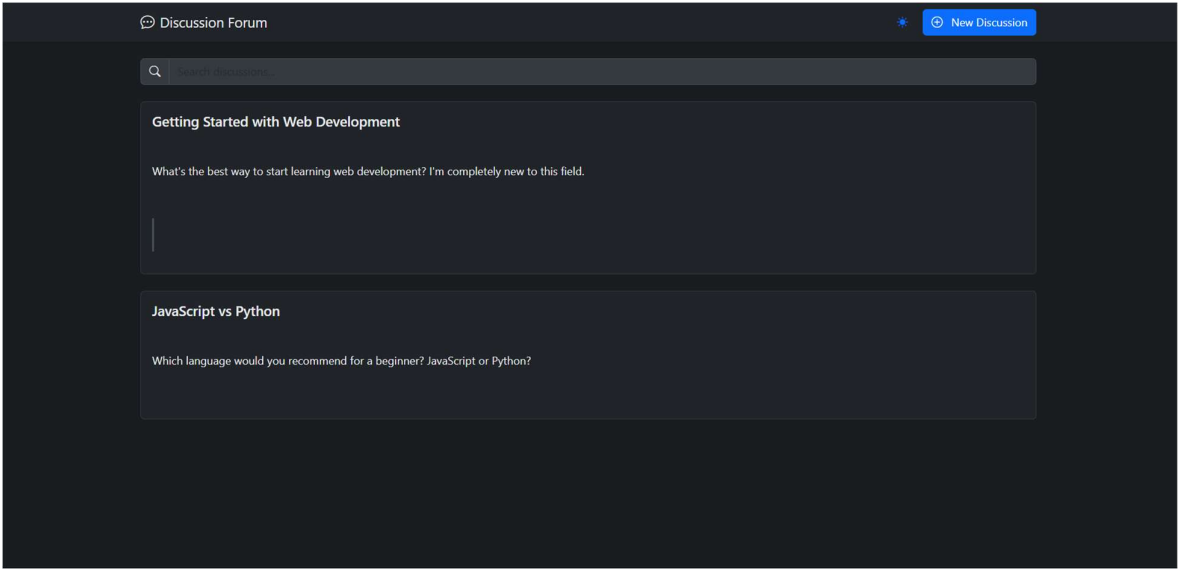 Discussion Forum
New Discussion
Search discussions...
Getting Started with Web Development
What's the best way to start learning web development? I'm completely new to this field.
JavaScript vs Python
Which language would you recommend for a beginner? JavaScript or Python?